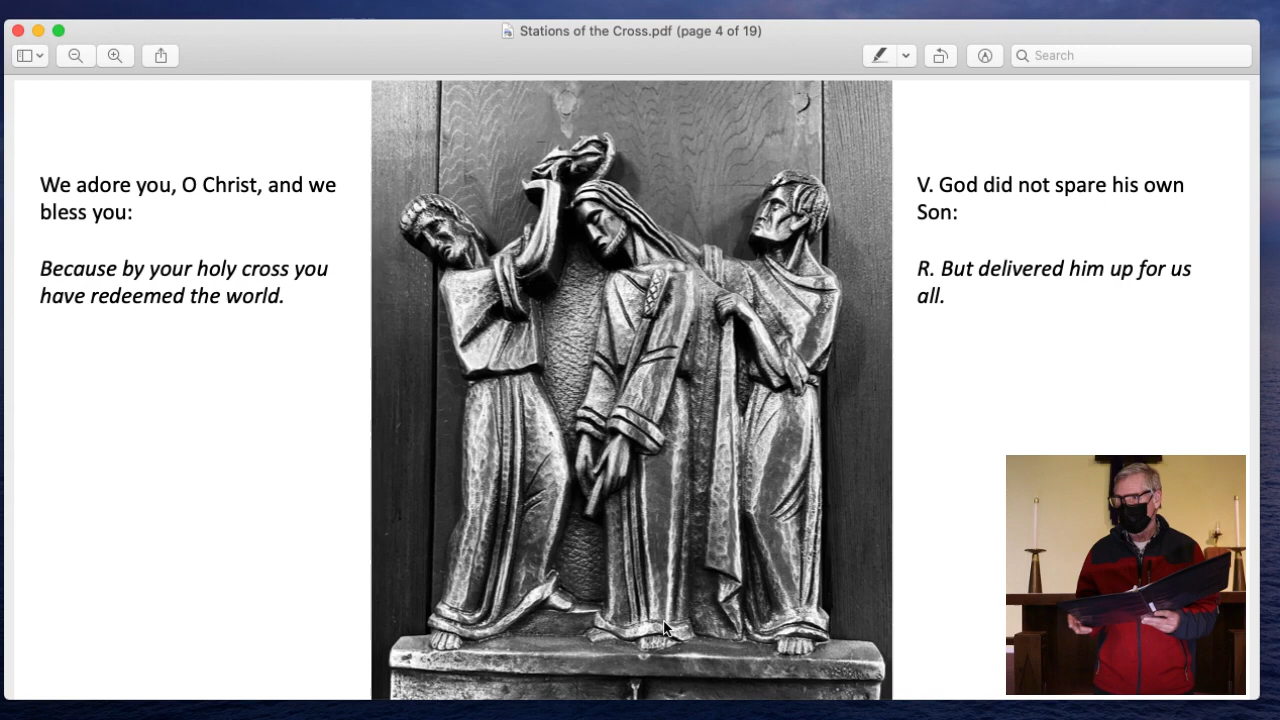 Stations of the Cross.pdf (page 4 of 19)
Search
We adore you, O Christ, and we
bless you:
Because by your holy cross you
have redeemed the world.
V. God did not spare his own
Son:
R. But delivered him up for us
all.